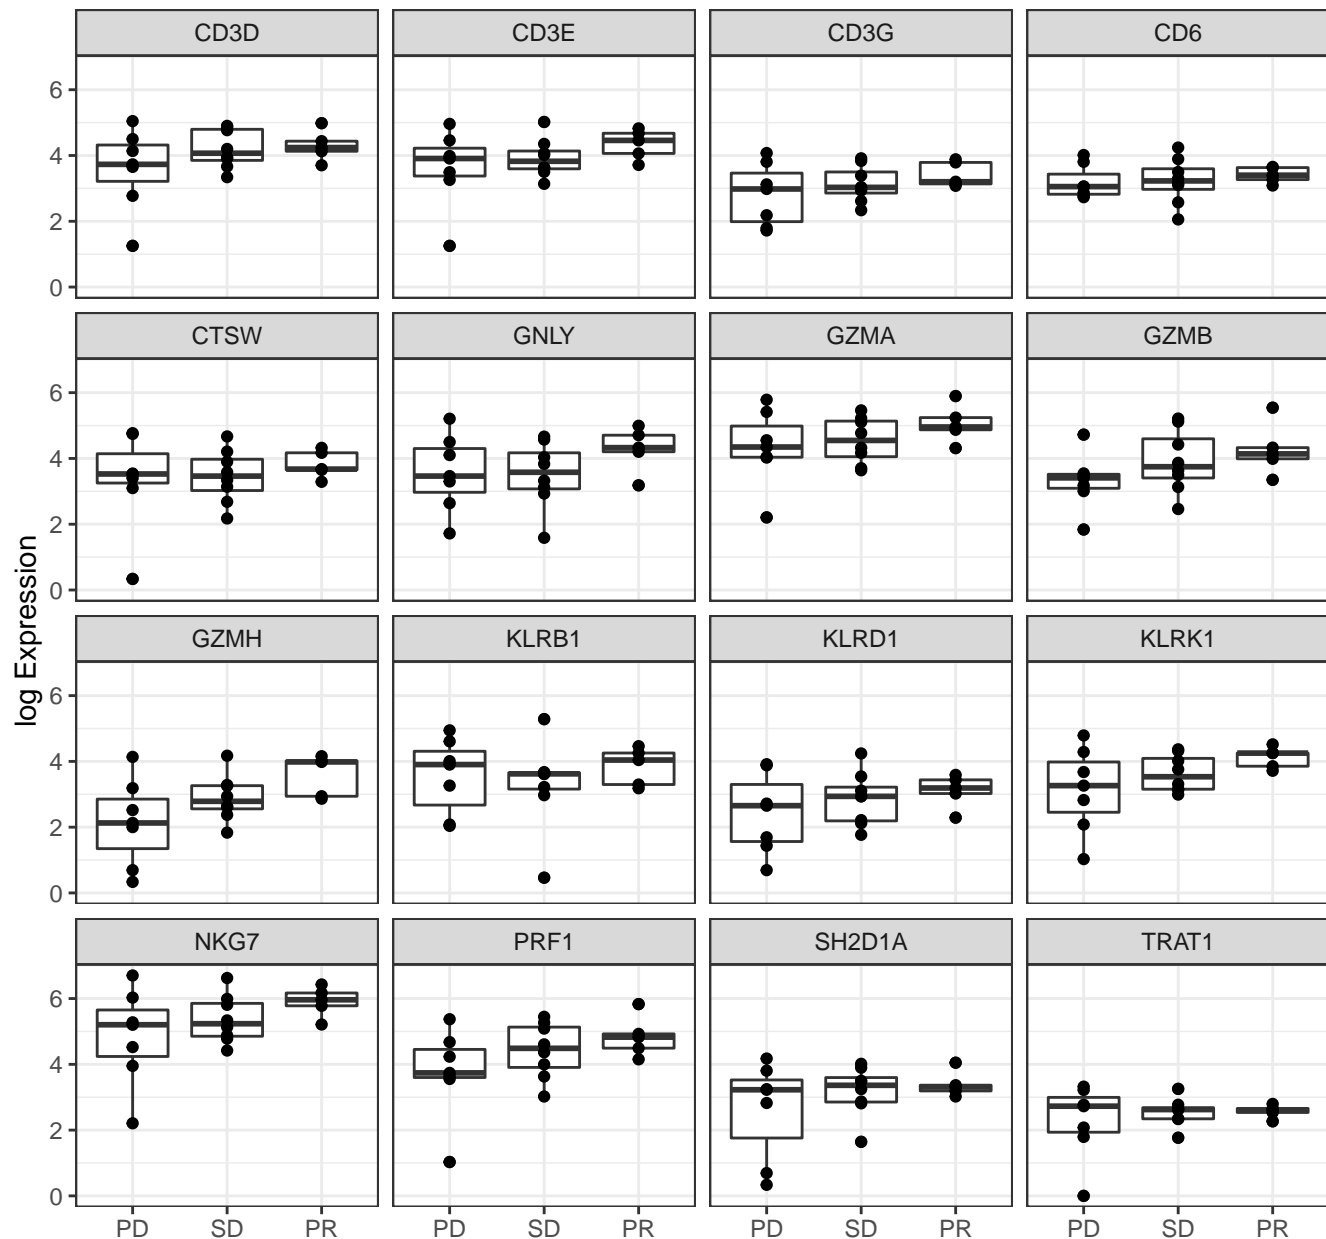 CD3D CD3E CD3G CD6
6
4
2
0
CTSW GNLY GZMA GZMB
6
4
2
0
log Expression
GZMH KLRB1 KLRD1 KLRK1
6
4
2
0
NKG7 PRF1 SH2D1A TRAT1
6
4
2
0
PD SD PR PD SD PR PD SD PR PD SD PR